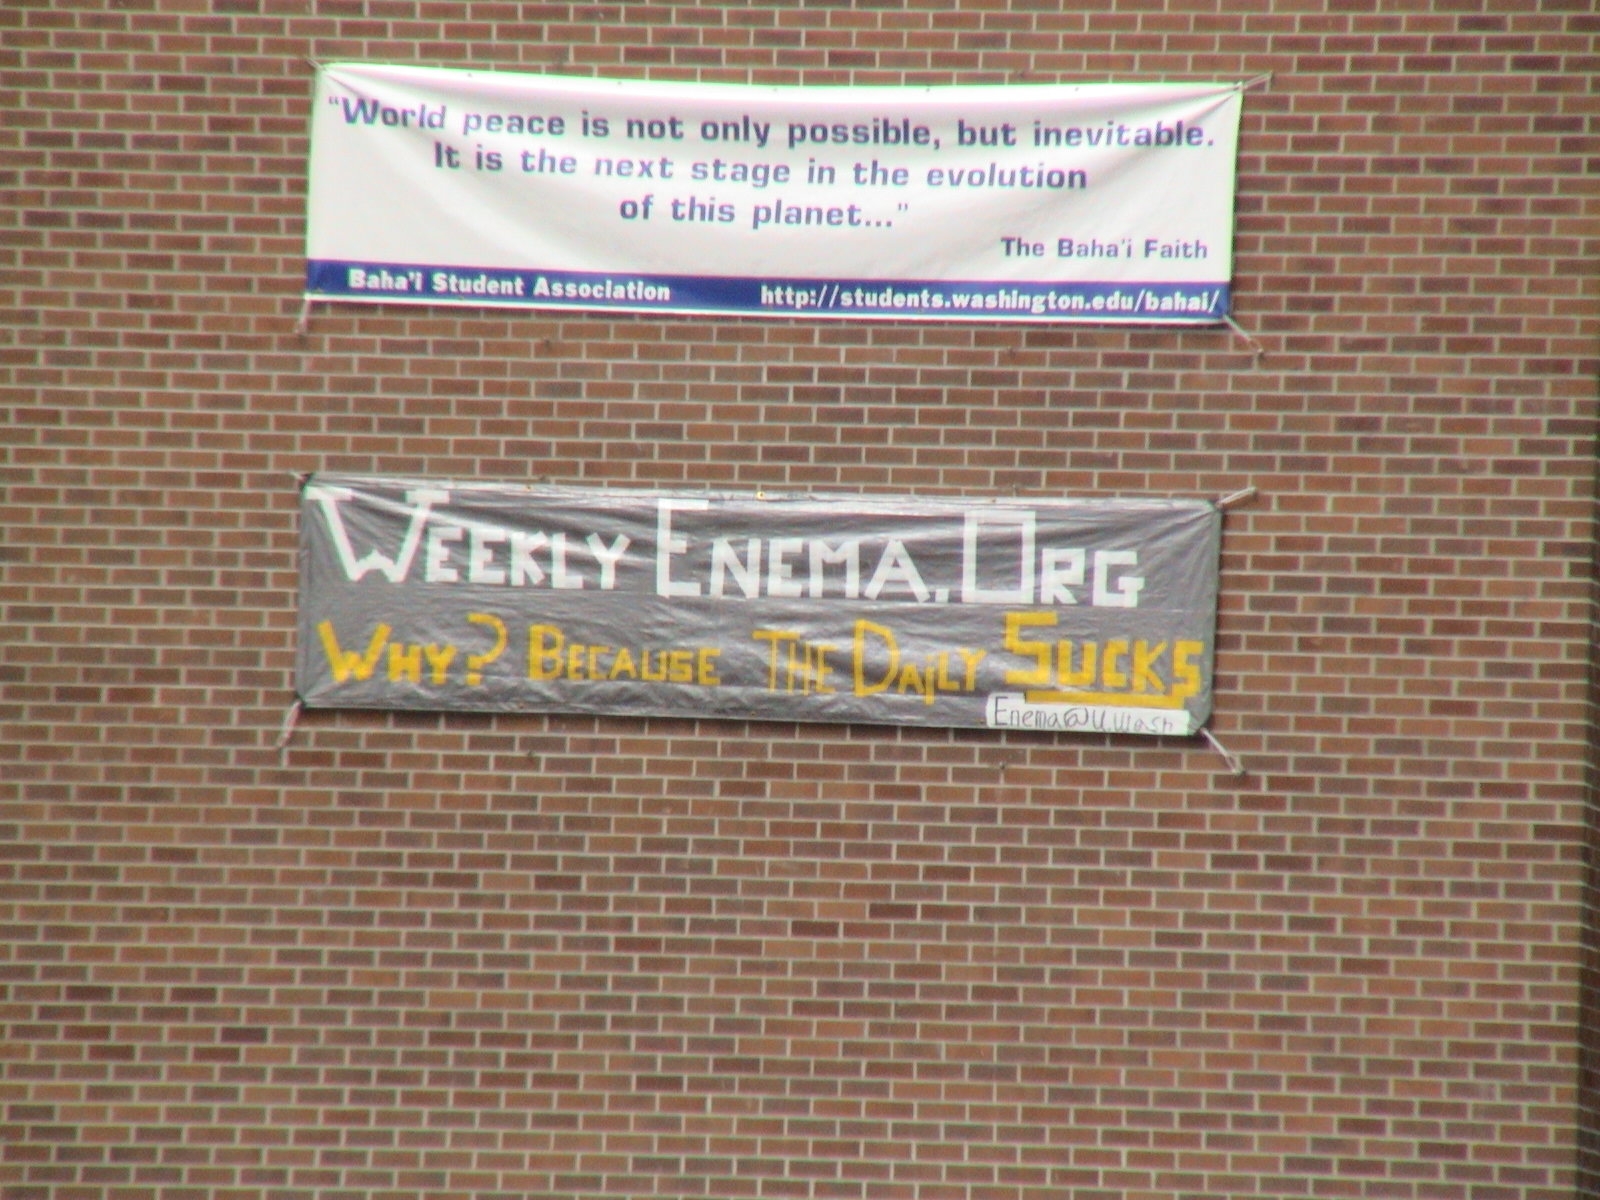 “World peace is not only possible, but inevitable.
It is the next stage in the evolution
of this planet...”
The Baha'i Faith
Baha'i Student Association http://students.washington.edu/bahai/
WEEKLY ENEMA.ORG
WHY? BECAUSE THE DAILY SUCKS
Enema@U.Wash